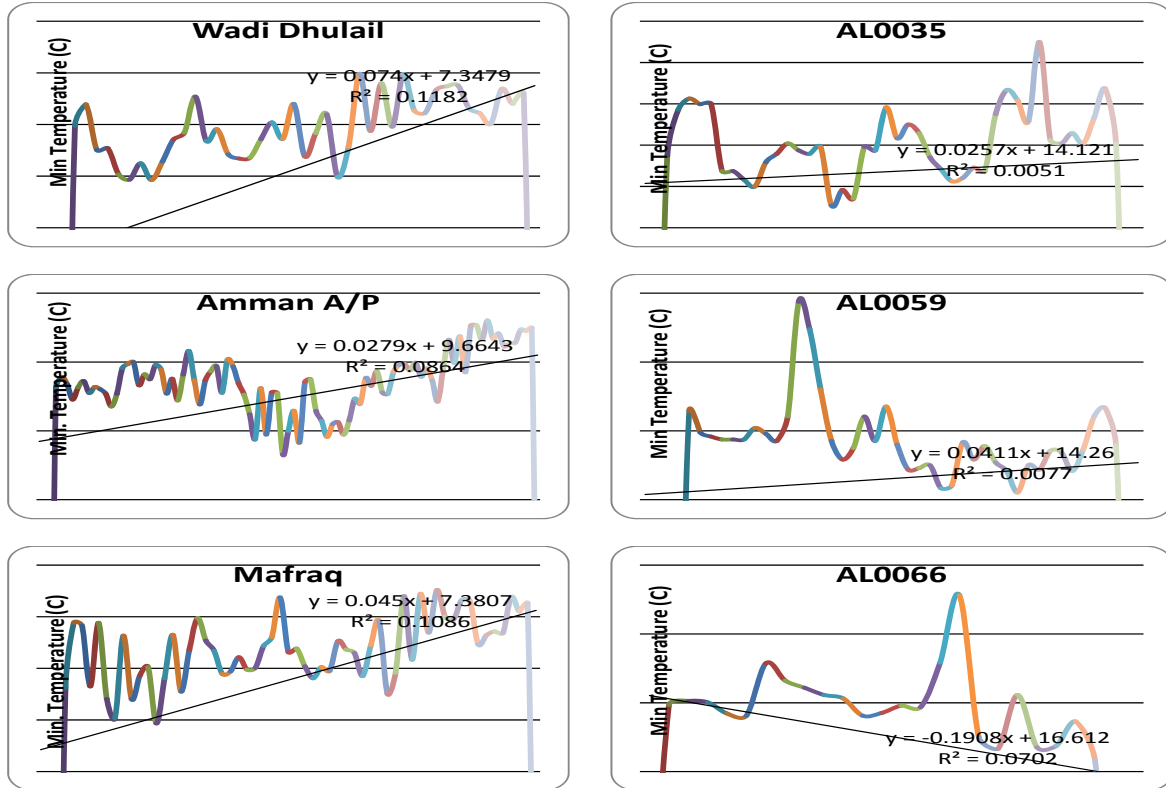 Wadi Dhulail
Min Temperature (C)
y = 0.074x + 7.3479
R² = 0.1182
AL0035
Min Temperature (C)
y = 0.0257x + 14.121
R² = 0.0051
Amman A/P
Min. Temperature (C)
y = 0.0279x + 9.6643
R² = 0.0864
AL0059
Min Temperature (C)
y = 0.0411x + 14.26
R² = 0.0077
Mafraq
Min. Temperature (C)
y = 0.045x + 7.3807
R² = 0.1086
AL0066
Min Temperature (C)
y = -0.1908x + 16.612
R² = 0.0702